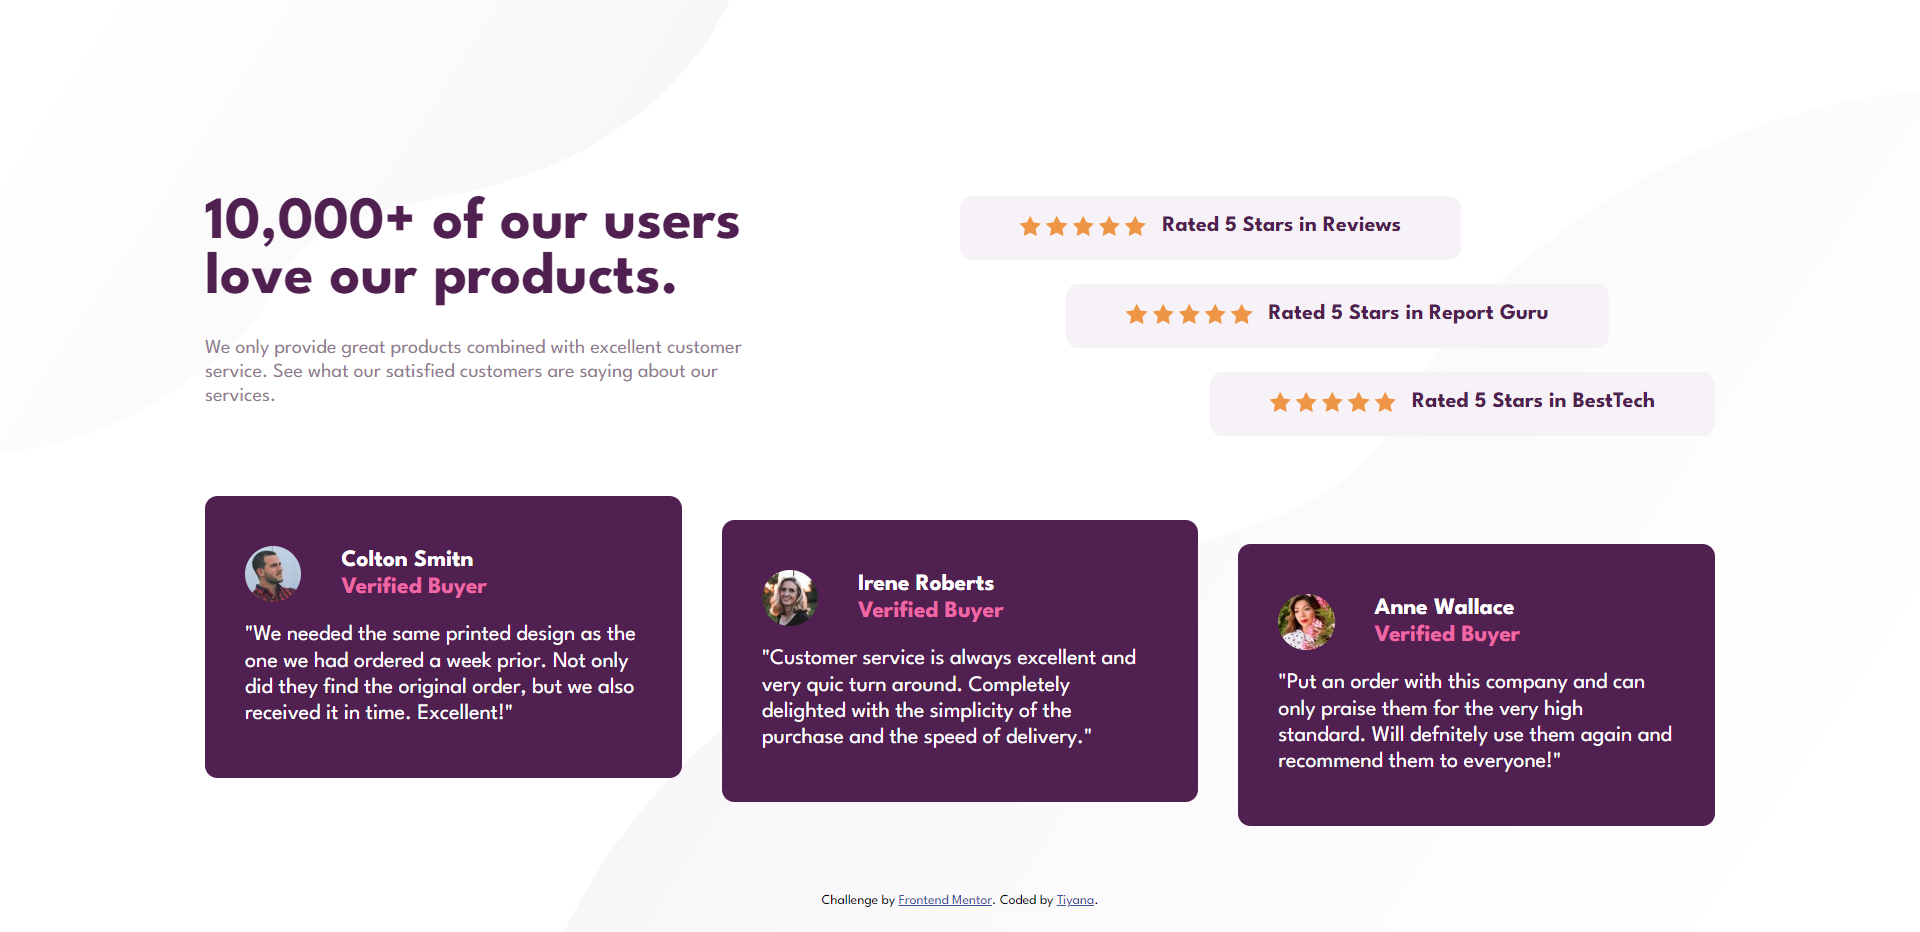 10,000+ of our users
love our products.
We only provide great products combined with excellent customer
service. See what our satisfied customers are saying about our
services.
Rated 5 Stars in Reviews
Rated 5 Stars in Report Guru
Rated 5 Stars in BestTech
Colton Smitn
Verified Buyer
"We needed the same printed design as the
one we had ordered a week prior. Not only
did they find the original order, but we also
received it in time. Excellent!"
Irene Roberts
Verified Buyer
"Customer service is always excellent and
very quic turn around. Completely
delighted with the simplicity of the
purchase and the speed of delivery."
Anne Wallace
Verified Buyer
"Put an order with this company and can
only praise them for the very high
standard. Will defnitely use them again and
recommend them to everyone!"
Challenge by Frontend Mentor. Coded by Tiyana.